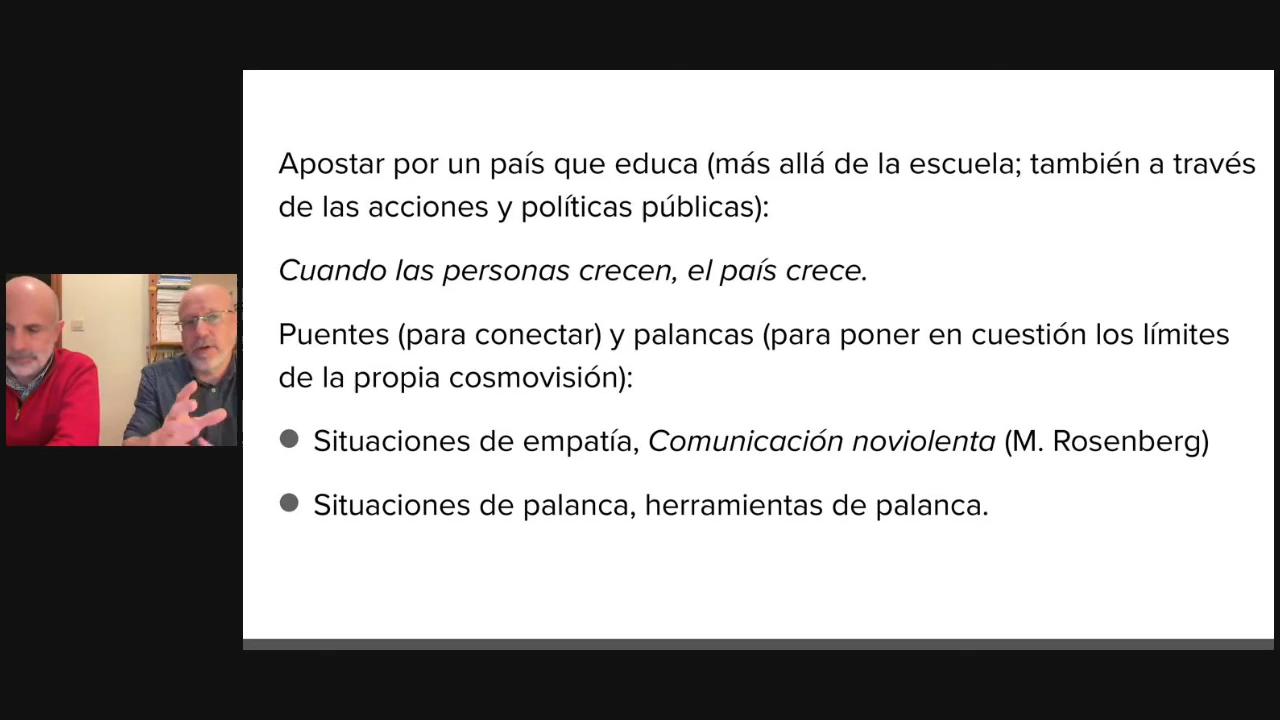 Apostar por un país que educa (más allá de la escuela; también a través
de las acciones y políticas públicas):
Cuando las personas crecen, el país crece.
Puentes (para conectar) y palancas (para poner en cuestión los límites
de la propia cosmovisión):
● Situaciones de empatía, Comunicación noviolenta (M. Rosenberg)
● Situaciones de palanca, herramientas de palanca.